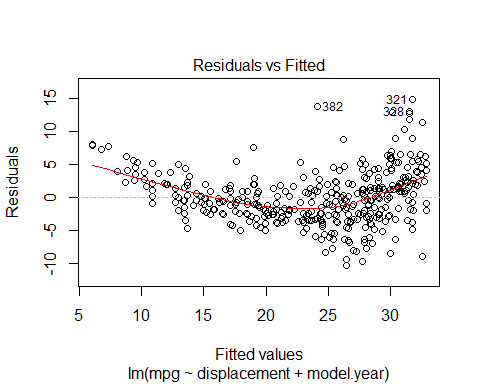 Residuals vs Fitted
Residuals
15
10
5
0
-5
-10
382
321
328
5 10 15 20 25 30
Fitted values
lm(mpg ~ displacement + model.year)